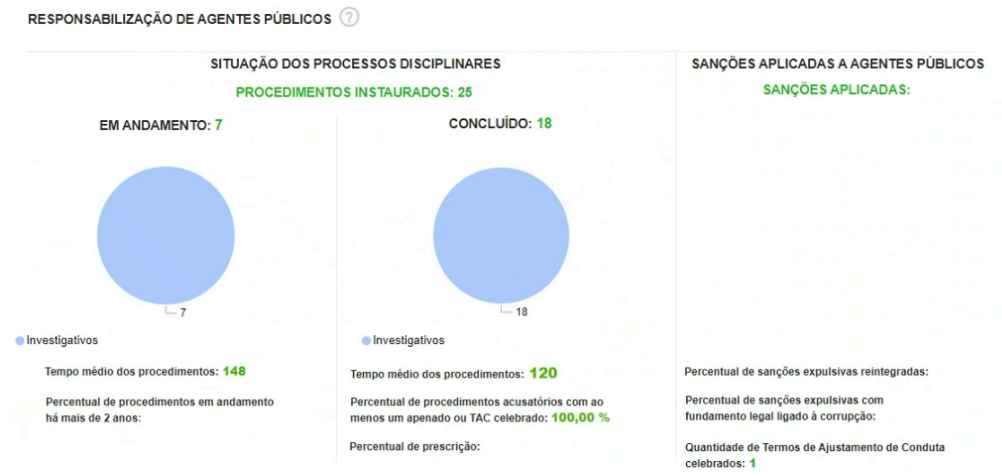 RESPONSABILIZAÇÃO DE AGENTES PÚBLICOS ?
SITUAÇÃO DOS PROCESSOS DISCIPLINARES
PROCEDIMENTOS INSTAURADOS: 25
EM ANDAMENTO: 7
7
Investigativos
Tempo médio dos procedimentos: 148
Percentual de procedimentos em andamento
há mais de 2 anos:
CONCLUÍDO: 18
18
Investigativos
Tempo médio dos procedimentos: 120
Percentual de procedimentos acusatórios com ao
menos um apenado ou TAC celebrado: 100,00 %
Percentual de prescrição:
SANÇÕES APLICADAS A AGENTES PÚBLICOS
SANÇÕES APLICADAS:
Percentual de sanções expulsivas reintegradas:
Percentual de sanções expulsivas com
fundamento legal ligado à corrupção:
Quantidade de Termos de Ajustamento de Conduta
celebrados: 1